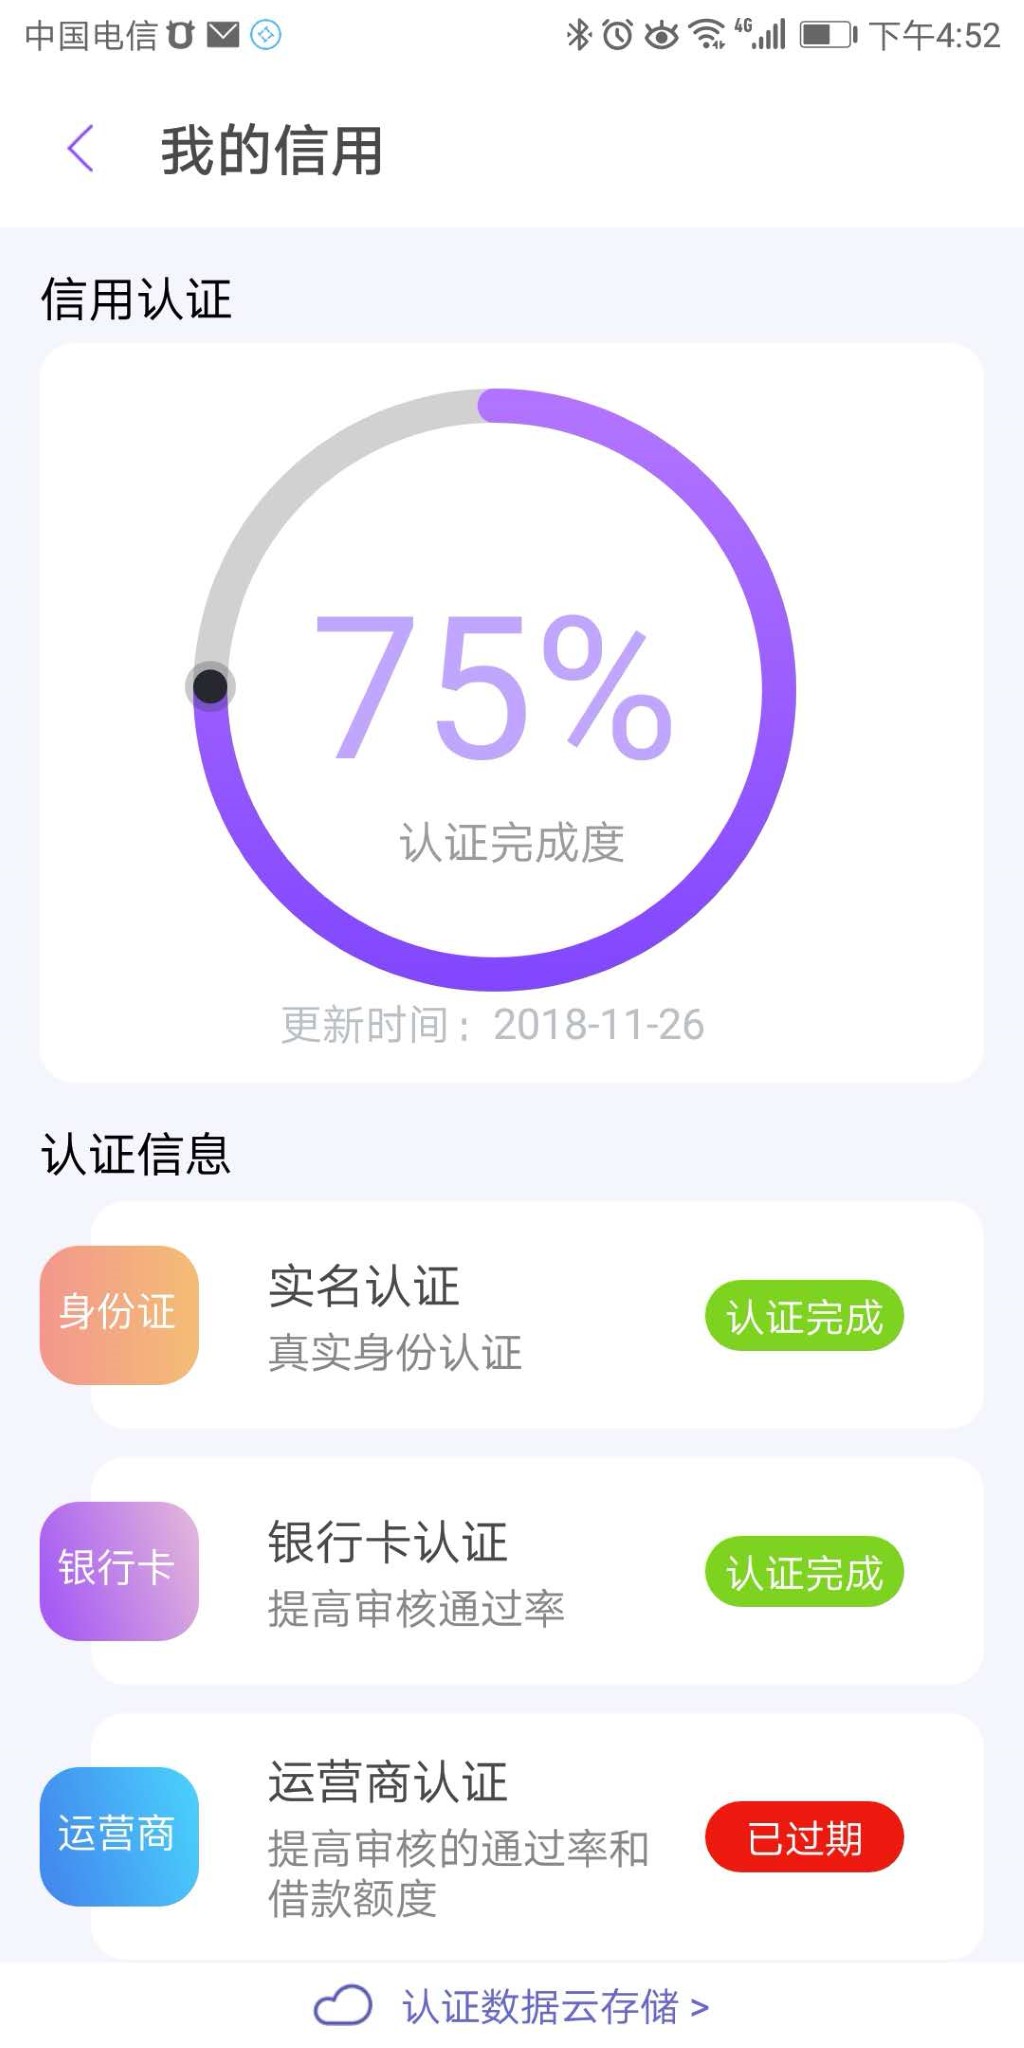 中国电信 4G 下午4:52
我的信用
信用认证
75%
认证完成度
更新时间：2018-11-26
认证信息
身份证
实名认证
真实身份认证
认证完成
银行卡
银行卡认证
提高审核通过率
认证完成
运营商
运营商认证
提高审核的通过率和
借款额度
已过期
认证数据云存储 >